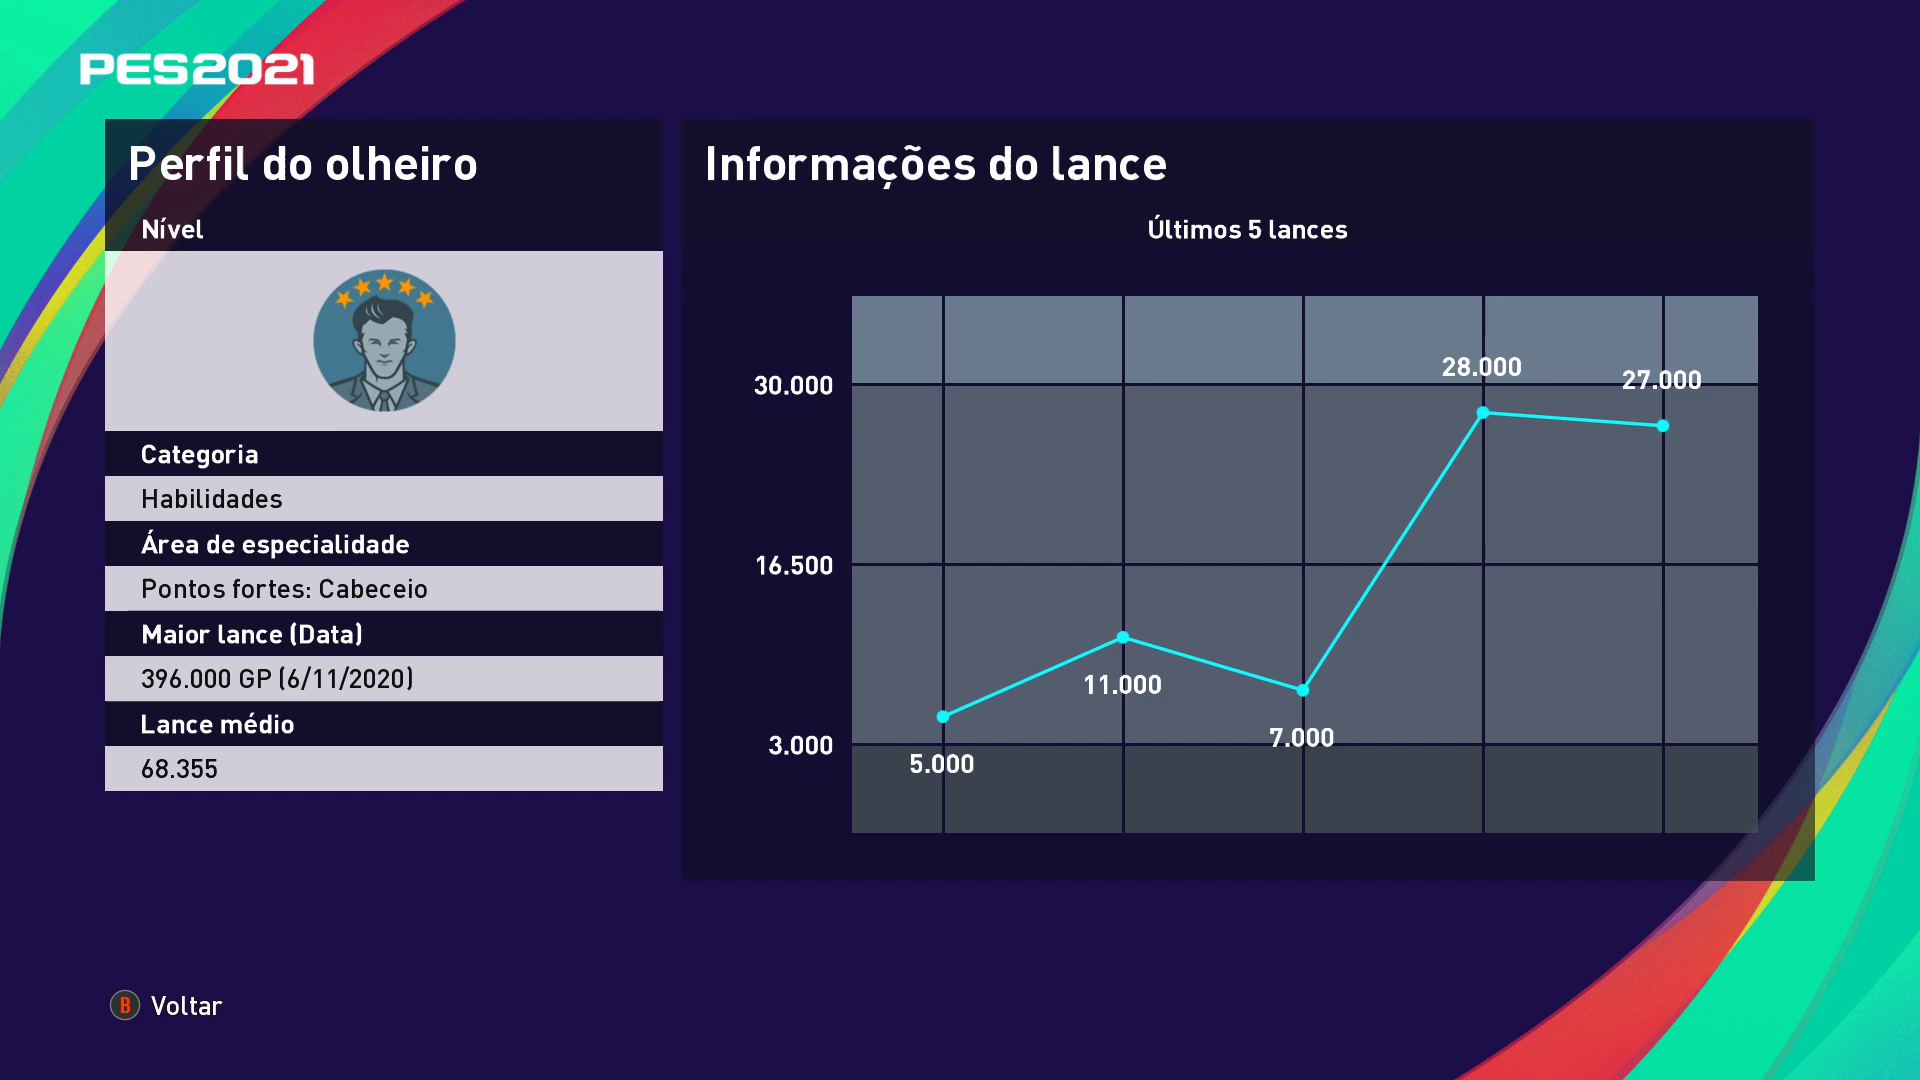 PES2021
Perfil do olheiro
Nível
Categoria
Habilidades
Área de especialidade
Pontos fortes: Cabeceio
Maior lance (Data)
396.000 GP (6/11/2020)
Lance médio
68.355
Informações do lance
Últimos 5 lances
30.000
16.500
3.000
5.000
11.000
7.000
28.000
27.000
B Voltar